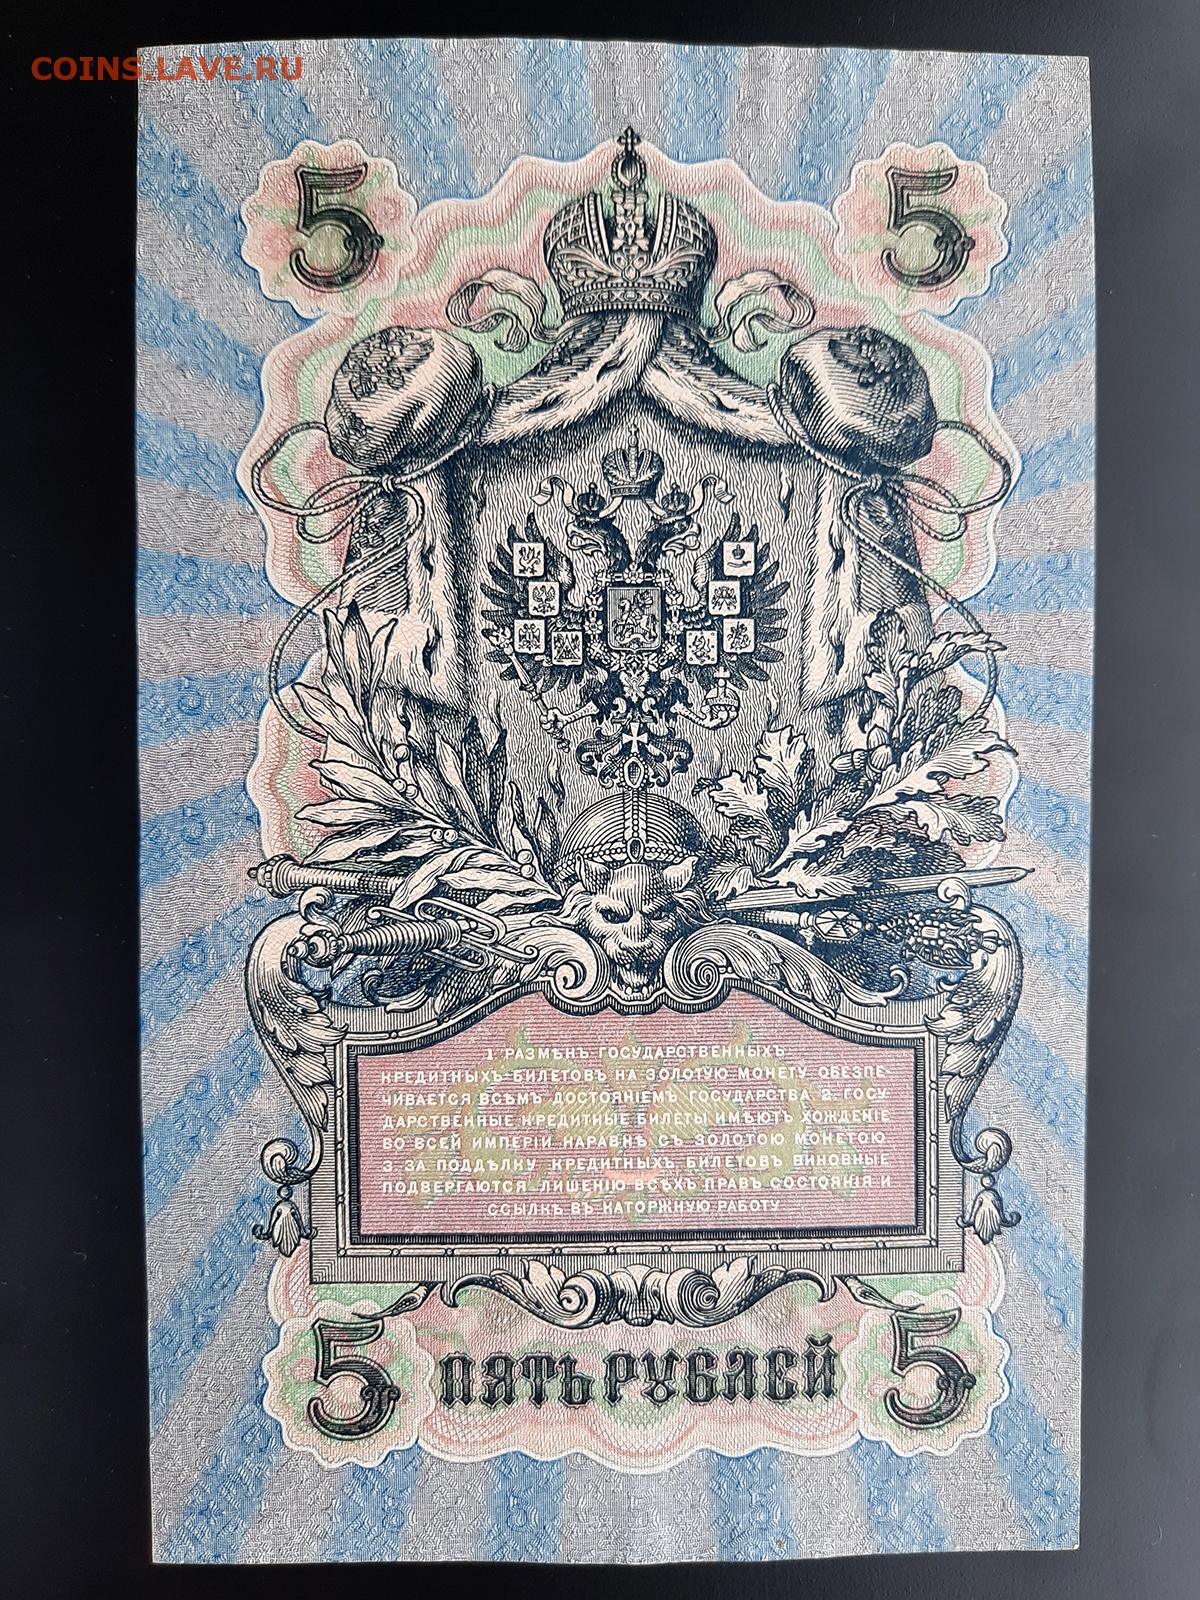 COINS.LAVE.RU
5 5
1. РАЗМѢНЪ ГОСУДАРСТВЕННЫХЪ
КРЕДИТНЫХЪ БИЛЕТОВЪ НА ЗОЛОТУЮ МОНЕТУ ОБЕЗПЕ-
ЧИВАЕТСЯ ВСѢМЪ ДОСТОЯНІЕМЪ ГОСУДАРСТВА. 2. ГОСУ-
ДАРСТВЕННЫЕ КРЕДИТНЫЕ БИЛЕТЫ ИМѢЮТЪ ХОЖДЕНІЕ
ВО ВСЕЙ ИМПЕРІИ НАРАВНѢ СЪ ЗОЛОТОЮ МОНЕТОЮ.
3. ЗА ПОДДѢЛКУ КРЕДИТНЫХЪ БИЛЕТОВЪ ВИНОВНЫЕ
ПОДВЕРГАЮТСЯ ЛИШЕНІЮ ВСѢХЪ ПРАВЪ СОСТОЯНІЯ И
ССЫЛКѢ ВЪ КАТОРЖНУЮ РАБОТУ
5 ПЯТЬ РУБЛЕЙ 5